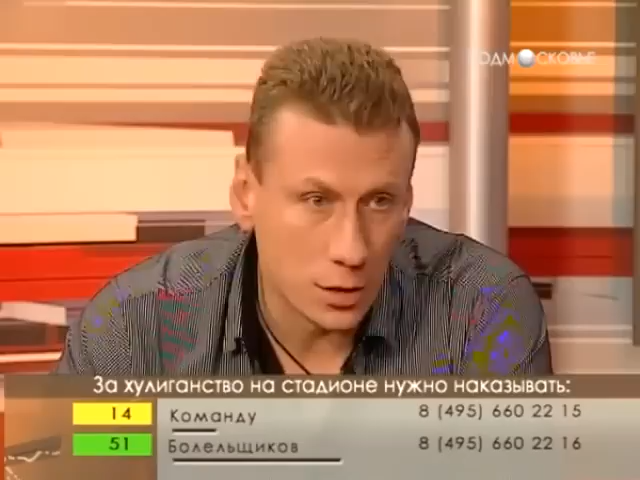 ПОДМОСКОВЬЕ
За хулиганство на стадионе нужно наказывать:
14 Команду 8 (495) 660 22 15
51 Болельщиков 8 (495) 660 22 16